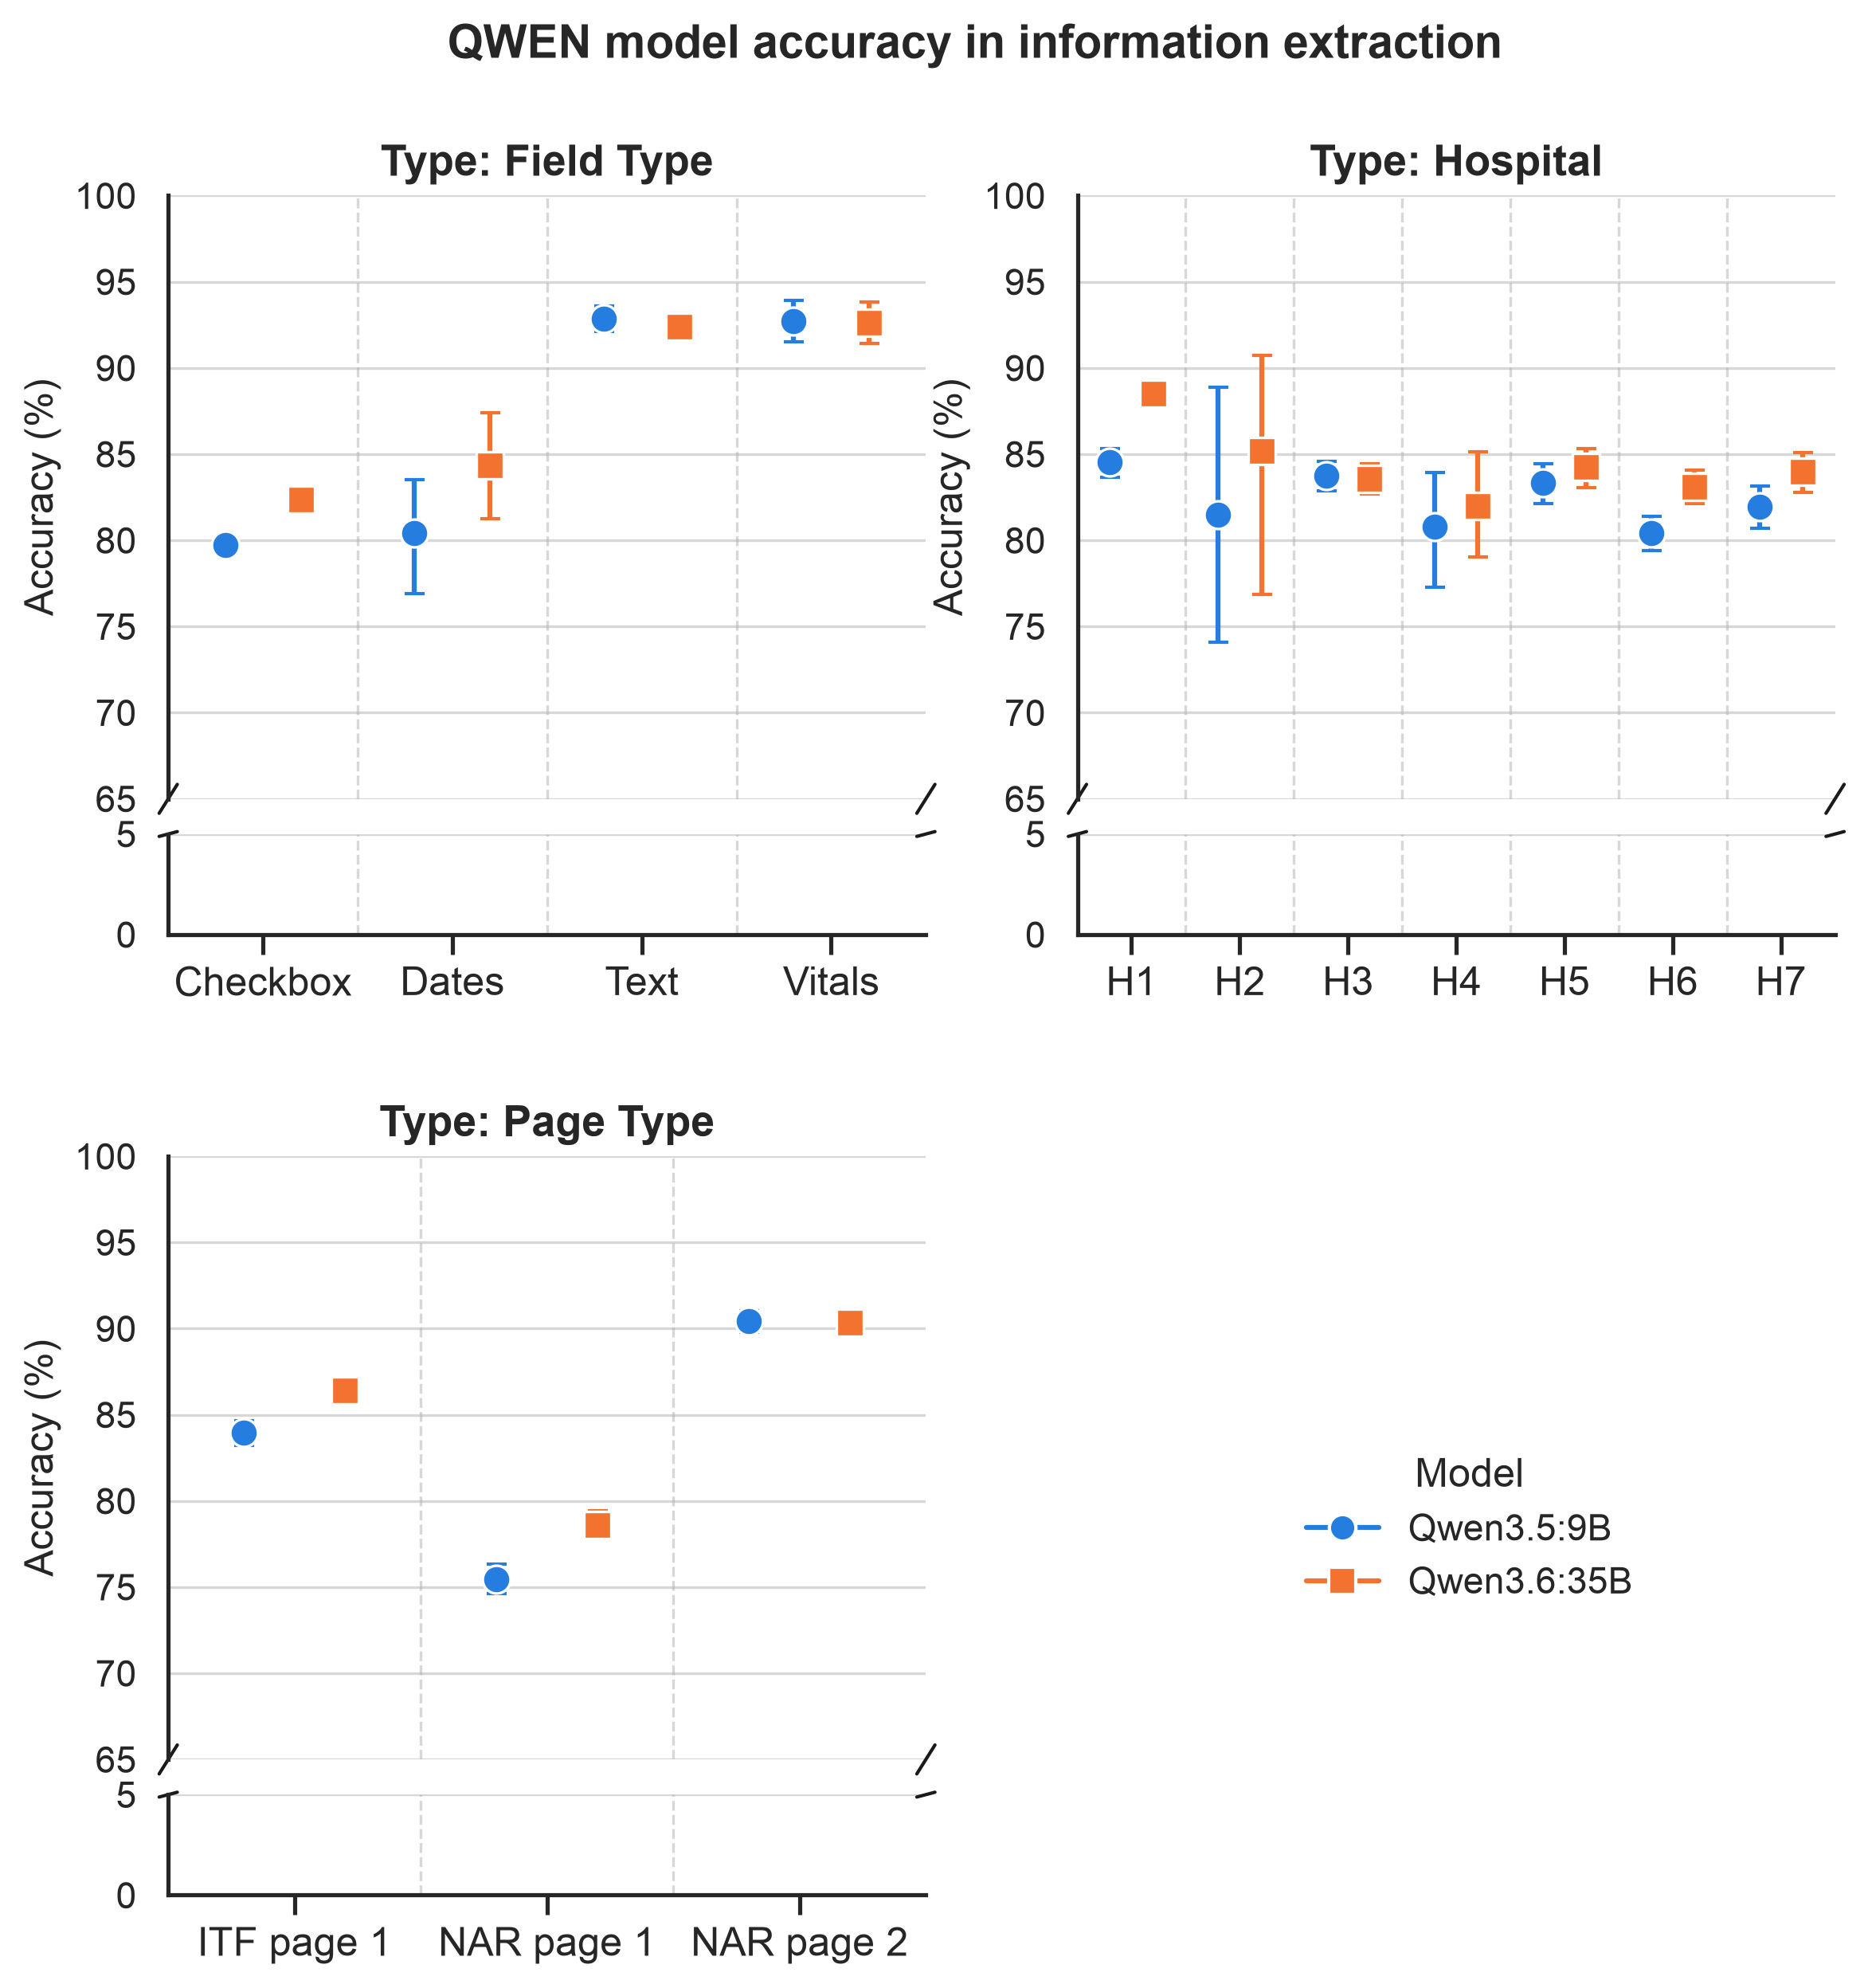 QWEN model accuracy in information extraction
Type: Field Type
Accuracy (%)
100
95
90
85
80
75
70
65
5
0
Checkbox Dates Text Vitals
Type: Hospital
Accuracy (%)
100
95
90
85
80
75
70
65
5
0
H1 H2 H3 H4 H5 H6 H7
Type: Page Type
Accuracy (%)
100
95
90
85
80
75
70
65
5
0
ITF page 1 NAR page 1 NAR page 2
Model
Qwen3.5:9B
Qwen3.6:35B